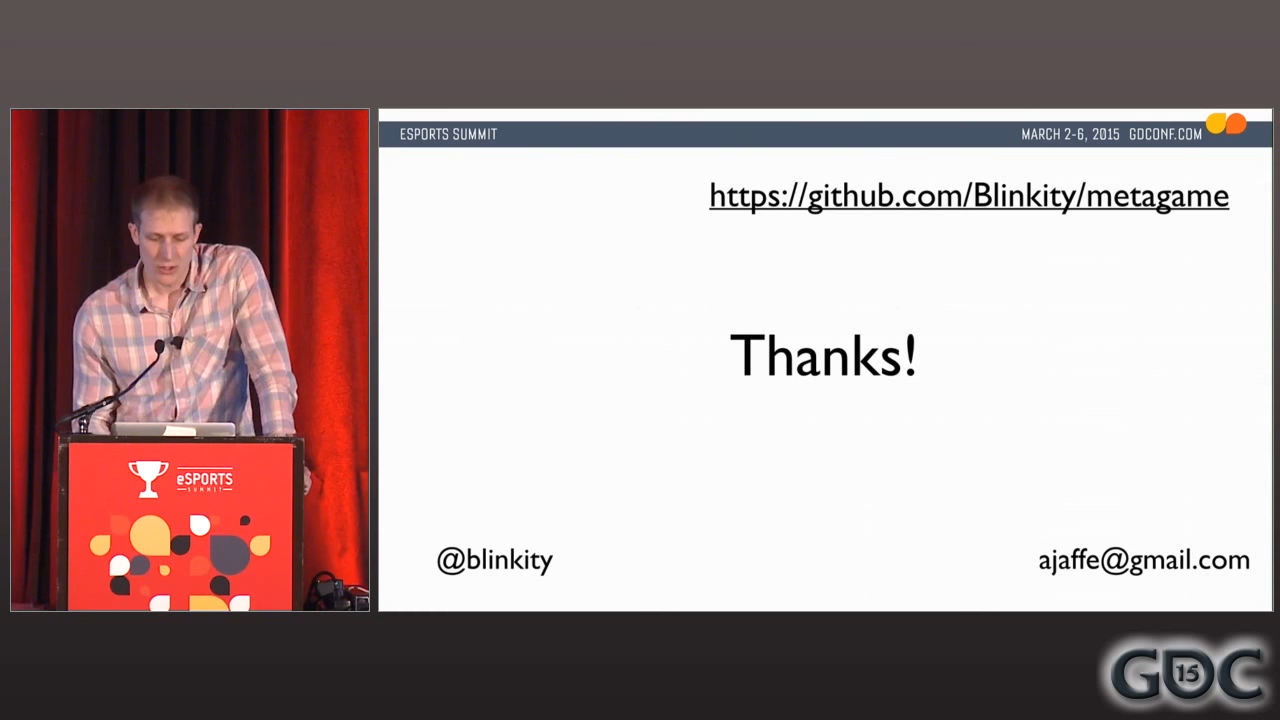 ESPORTS SUMMIT
MARCH 2-6, 2015 GDCONF.COM
https://github.com/Blinkity/metagame
Thanks!
@blinkity
ajaffe@gmail.com
eSPORTS
SUMMIT
GDC
15